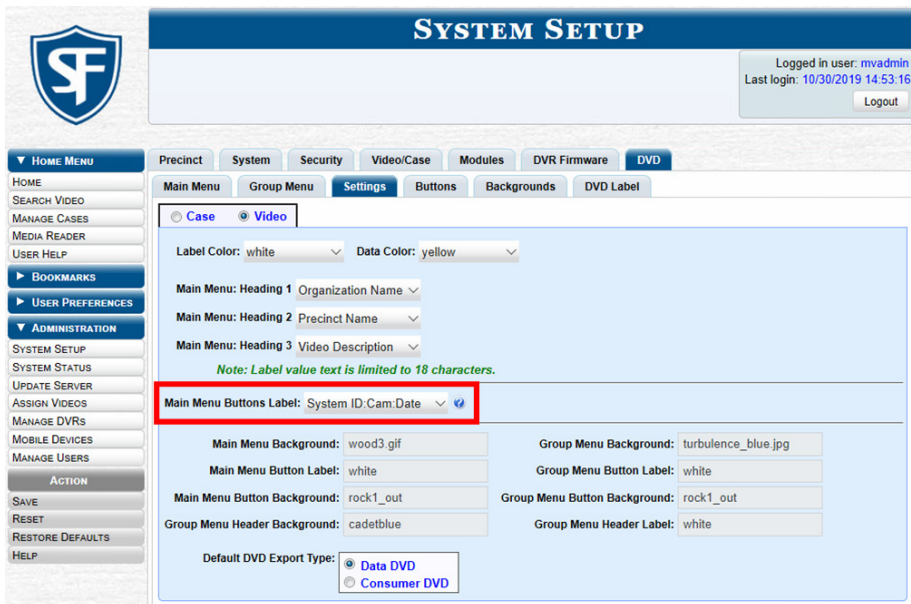 SYSTEM SETUP
SF
Logged in user: mvadmin
Last login: 10/30/2019 14:53:16
Logout
▼ HOME MENU
HOME
SEARCH VIDEO
MANAGE CASES
MEDIA READER
USER HELP
► BOOKMARKS
► USER PREFERENCES
▼ ADMINISTRATION
SYSTEM SETUP
SYSTEM STATUS
UPDATE SERVER
ASSIGN VIDEOS
MANAGE DVRS
MOBILE DEVICES
MANAGE USERS
ACTION
SAVE
RESET
RESTORE DEFAULTS
HELP
Precinct System Security Video/Case Modules DVR Firmware DVD
Main Menu Group Menu Settings Buttons Backgrounds DVD Label
Case Video
Label Color: white Data Color: yellow
Main Menu: Heading 1 Organization Name
Main Menu: Heading 2 Precinct Name
Main Menu: Heading 3 Video Description
Note: Label value text is limited to 18 characters.
Main Menu Buttons Label: System ID:Cam:Date ?
Main Menu Background: wood3.gif Group Menu Background: turbulence_blue.jpg
Main Menu Button Label: white Group Menu Button Label: white
Main Menu Button Background: rock1_out Group Menu Button Background: rock1_out
Group Menu Header Background: cadetblue Group Menu Header Label: white
Default DVD Export Type: Data DVD
Consumer DVD